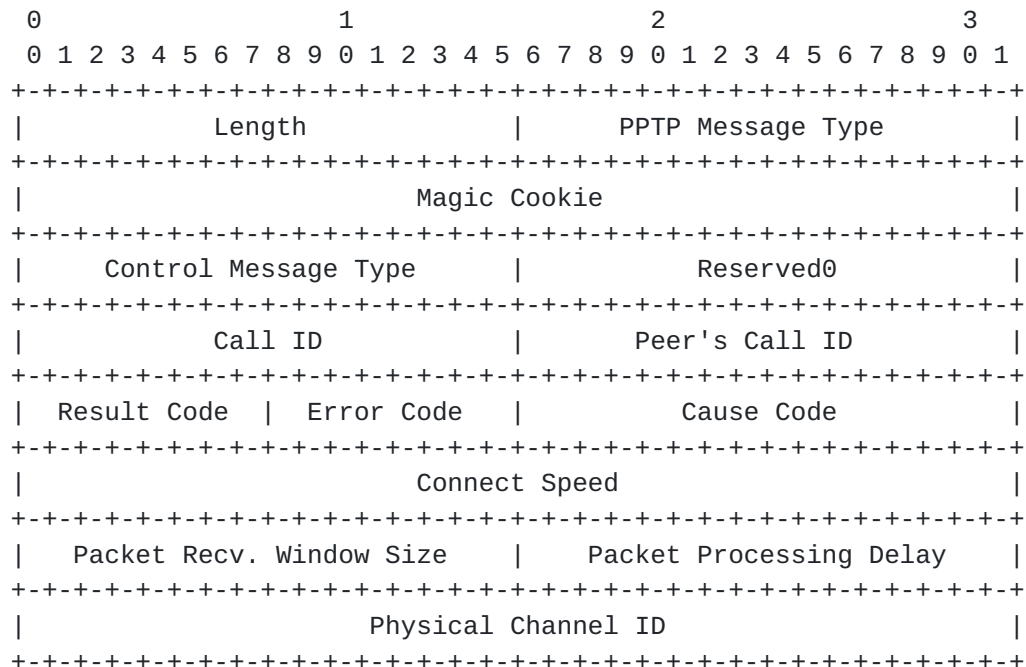 0                   1                   2                   3
 0 1 2 3 4 5 6 7 8 9 0 1 2 3 4 5 6 7 8 9 0 1 2 3 4 5 6 7 8 9 0 1
+-+-+-+-+-+-+-+-+-+-+-+-+-+-+-+-+-+-+-+-+-+-+-+-+-+-+-+-+-+-+-+-+
|            Length             |      PPTP Message Type        |
+-+-+-+-+-+-+-+-+-+-+-+-+-+-+-+-+-+-+-+-+-+-+-+-+-+-+-+-+-+-+-+-+
|                         Magic Cookie                          |
+-+-+-+-+-+-+-+-+-+-+-+-+-+-+-+-+-+-+-+-+-+-+-+-+-+-+-+-+-+-+-+-+
|     Control Message Type      |           Reserved0           |
+-+-+-+-+-+-+-+-+-+-+-+-+-+-+-+-+-+-+-+-+-+-+-+-+-+-+-+-+-+-+-+-+
|            Call ID            |       Peer's Call ID          |
+-+-+-+-+-+-+-+-+-+-+-+-+-+-+-+-+-+-+-+-+-+-+-+-+-+-+-+-+-+-+-+-+
|  Result Code  |  Error Code   |          Cause Code           |
+-+-+-+-+-+-+-+-+-+-+-+-+-+-+-+-+-+-+-+-+-+-+-+-+-+-+-+-+-+-+-+-+
|                         Connect Speed                         |
+-+-+-+-+-+-+-+-+-+-+-+-+-+-+-+-+-+-+-+-+-+-+-+-+-+-+-+-+-+-+-+-+
|   Packet Recv. Window Size    |    Packet Processing Delay    |
+-+-+-+-+-+-+-+-+-+-+-+-+-+-+-+-+-+-+-+-+-+-+-+-+-+-+-+-+-+-+-+-+
|                      Physical Channel ID                      |
+-+-+-+-+-+-+-+-+-+-+-+-+-+-+-+-+-+-+-+-+-+-+-+-+-+-+-+-+-+-+-+-+